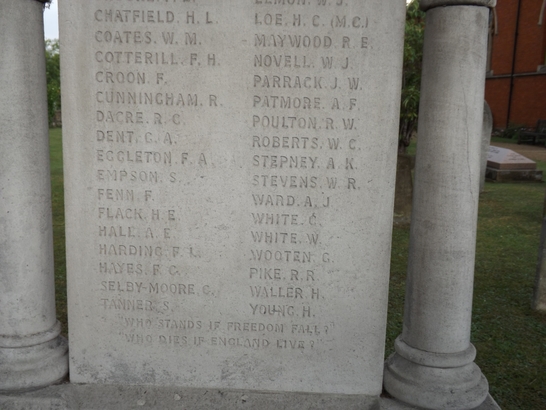 CHATFIELD. H. L.
COATES. W. M.
COTTERILL. F. H.
CROON. F.
CUNNINGHAM. R.
DACRE. R. C.
DENT. C. A.
EGGLETON. F. A.
EMPSON. S.
FENN. F.
FLACK. H. E.
HALL. A. E.
HARDING. F. L.
HAYES. F. G.
SELBY-MOORE. C.
TANNER. S.
LEMON. W. J.
LOE. H. C. (M.C.)
MAYWOOD. R. E.
NOVELL. W. J.
PARRACK. J. W.
PATMORE. A. F.
POULTON. R. W.
ROBERTS. W. C.
STEPNEY. A. K.
STEVENS. W. R.
WARD. A. J.
WHITE. C.
WHITE. W.
WOOTEN. G.
PIKE. R. R.
WALLER. H.
YOUNG. H.
"WHO STANDS IF FREEDOM FALL?
WHO DIES IF ENGLAND LIVE?"